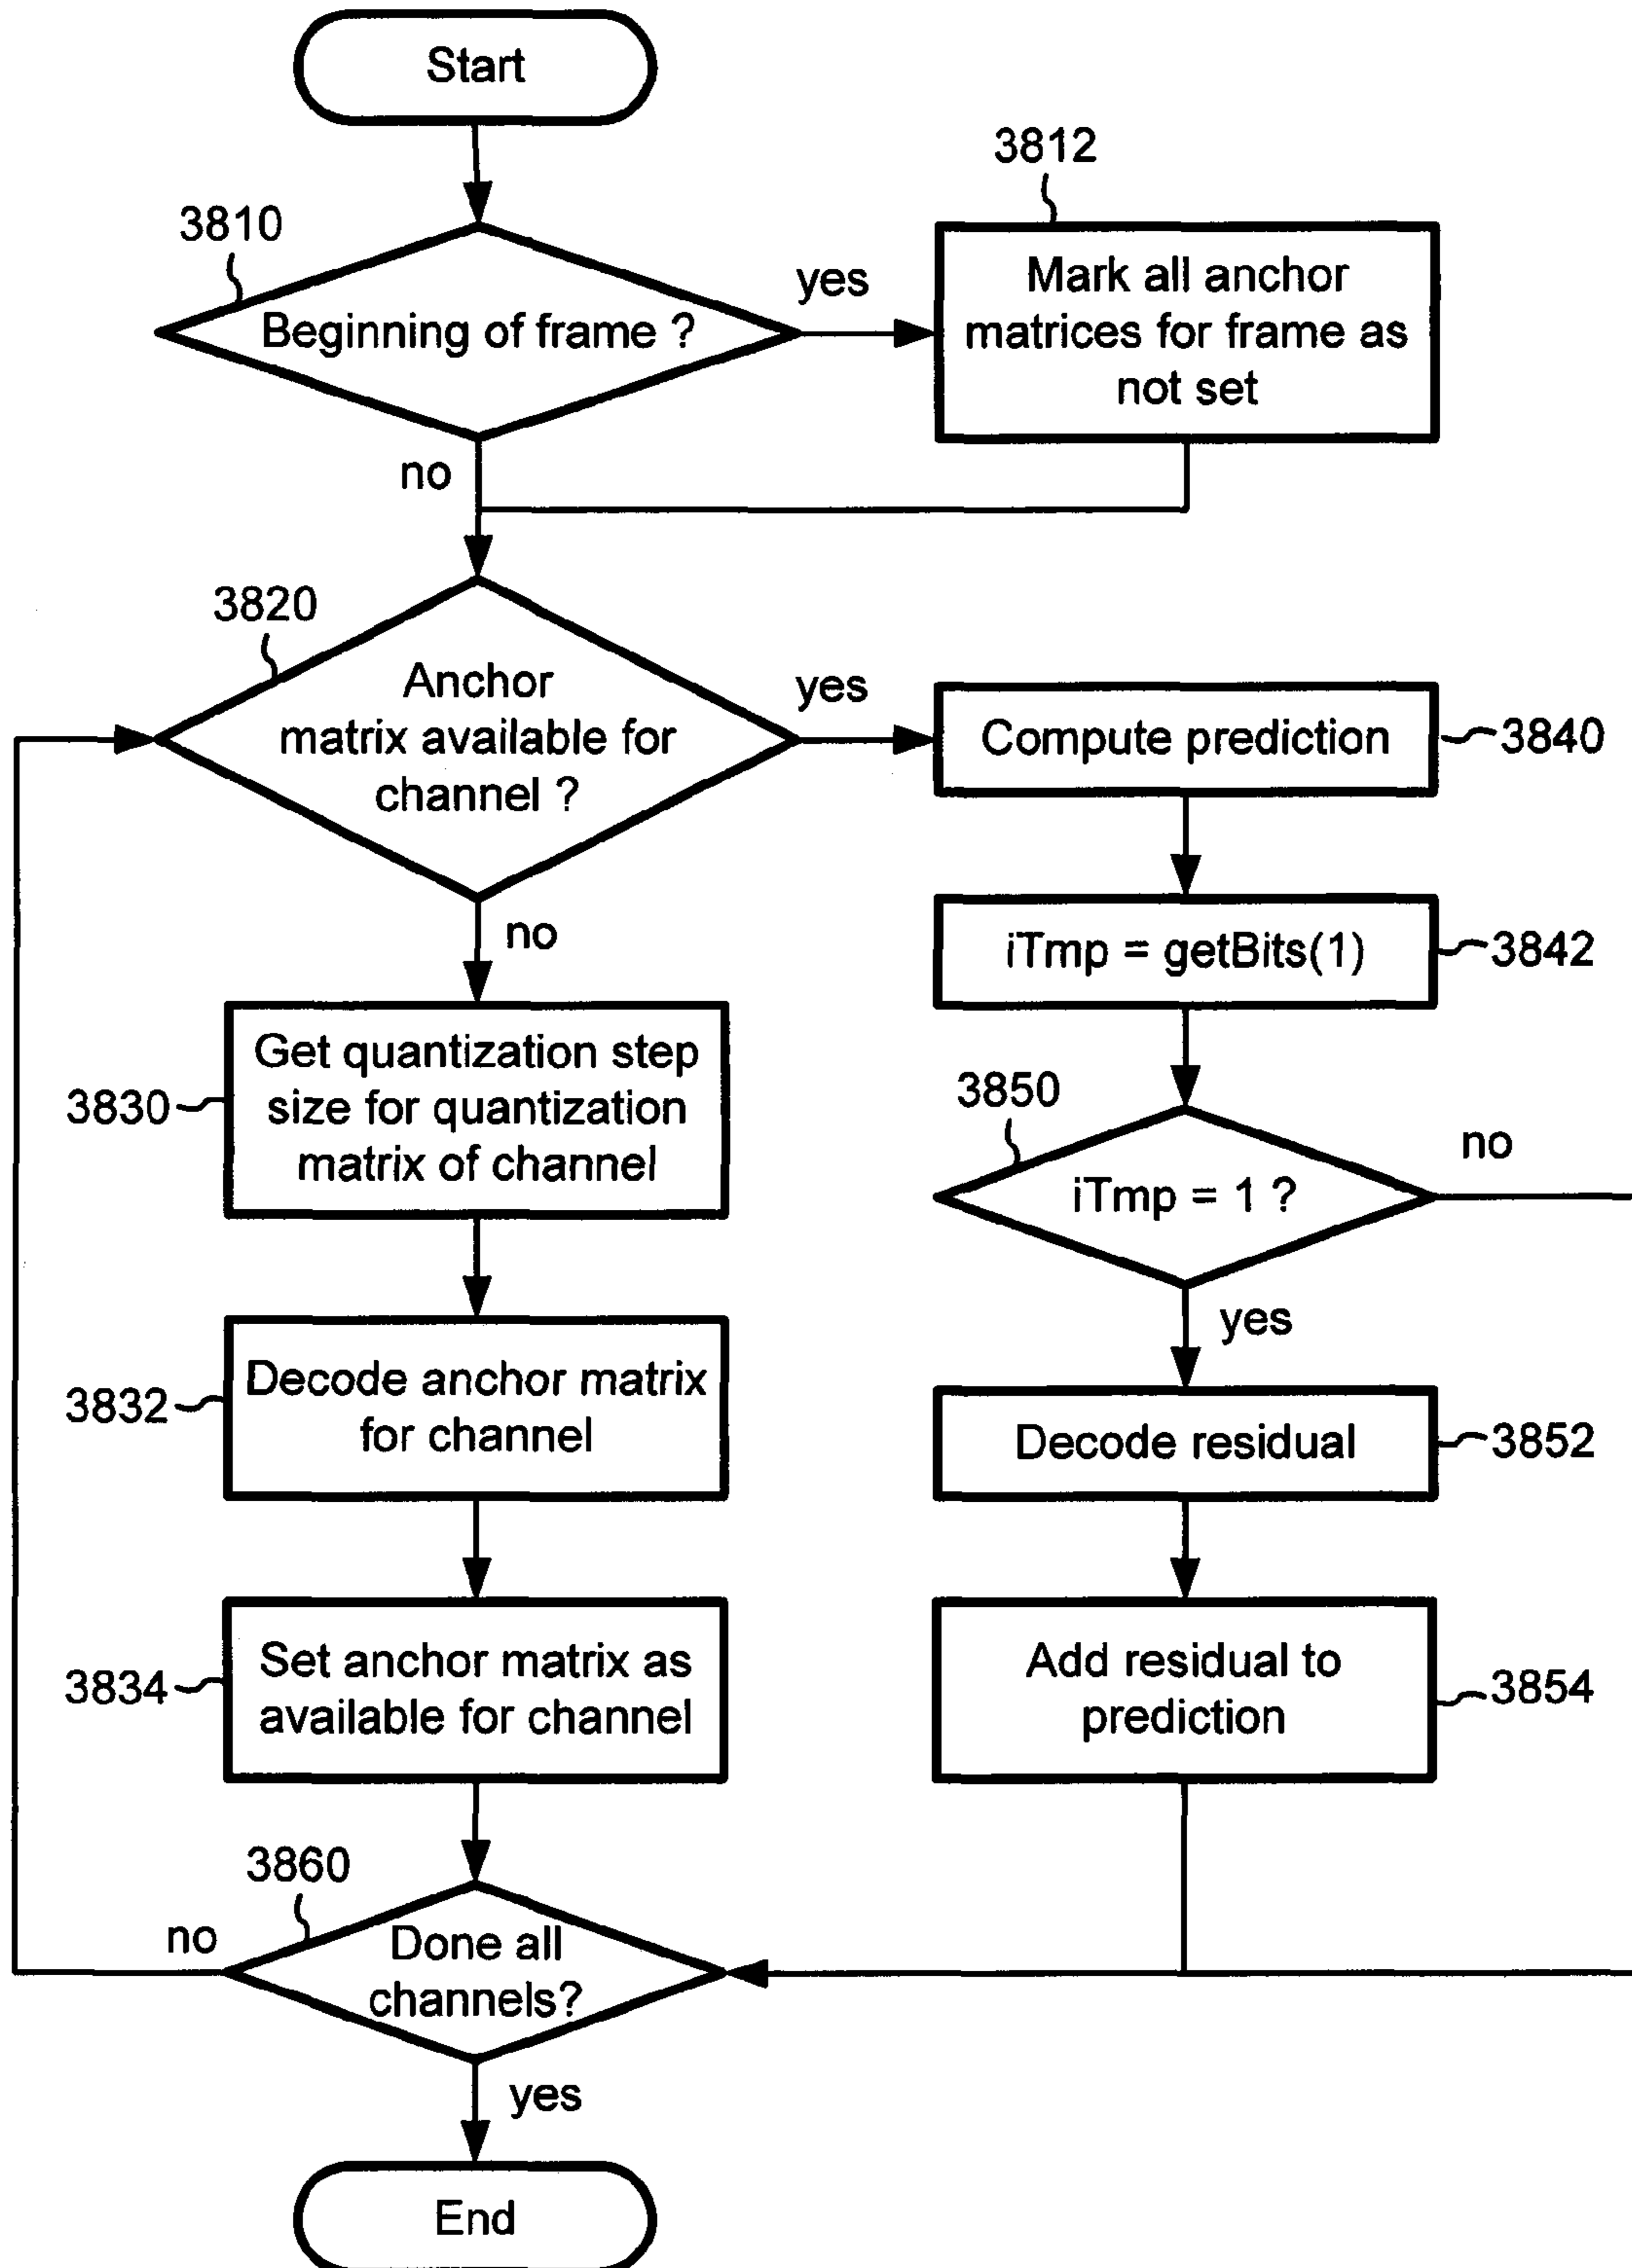 Start
3812
3810
yes
Mark all anchor
matrices for frame as
not set
Beginning of frame ?
no
3820
Anchor
matrix available for
channel ?
yes
Compute prediction
3840
no
iTmp = getBits(1)
3842
Get quantization step
size for quantization
matrix of channel
3830
3850
iTmp = 1 ?
no
yes
Decode anchor matrix
for channel
3832
Decode residual
3852
Set anchor matrix as
available for channel
3834
Add residual to
prediction
3854
3860
no
Done all
channels?
yes
End